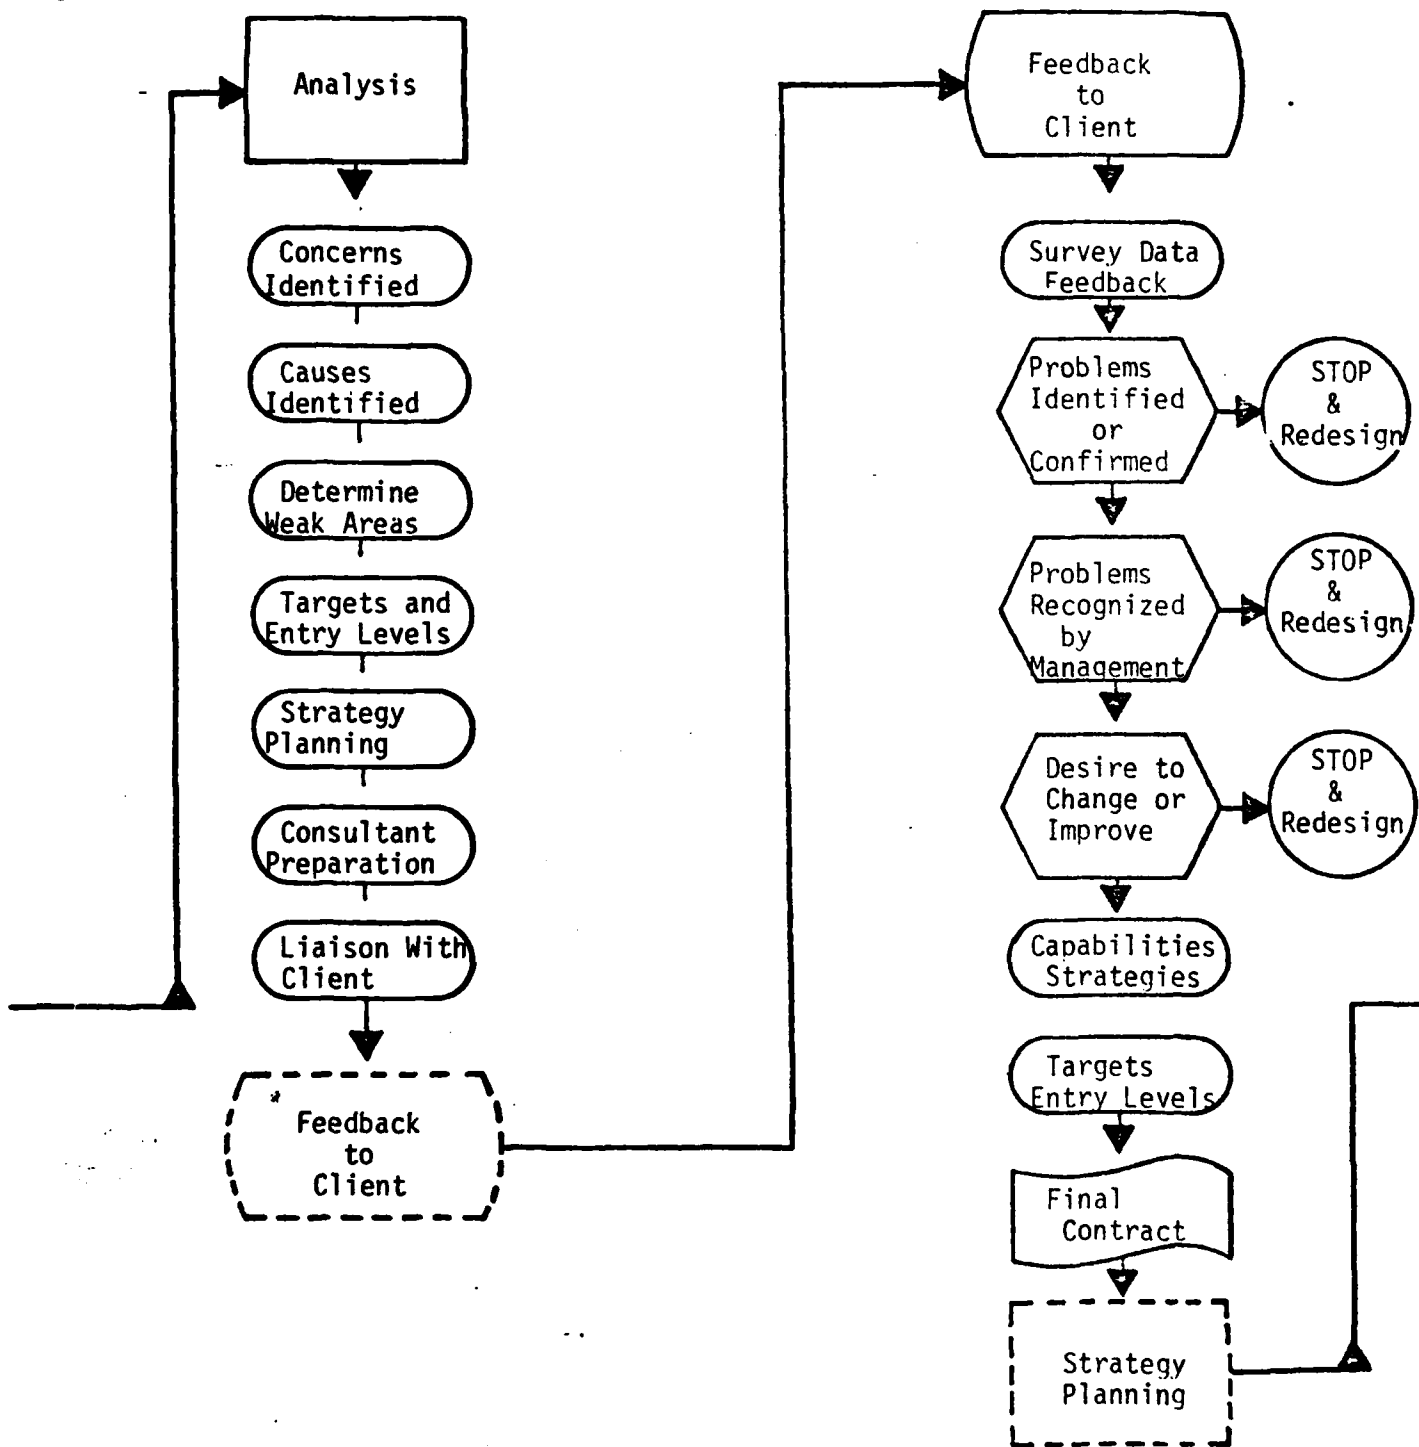 Analysis
Concerns
Identified
Causes
Identified
Determine
Weak Areas
Targets and
Entry Levels
Strategy
Planning
Consultant
Preparation
Liaison With
Client
Feedback
to
Client
Feedback
to
Client
Survey Data
Feedback
Problems
Identified
or
Confirmed
STOP
&
Redesign
Problems
Recognized
by
Management
STOP
&
Redesign
Desire to
Change or
Improve
STOP
&
Redesign
Capabilities
Strategies
Targets
Entry Levels
Final
Contract
Strategy
Planning